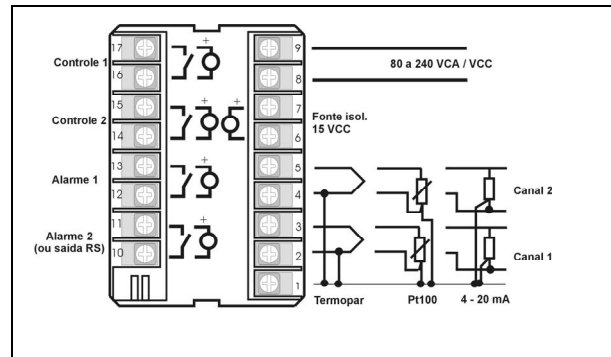 Controle 1
17
16
+
9
8
80 a 240 VCA / VCC
Controle 2
15
14
+
+
7
6
Fonte isol.
15 VCC
Alarme 1
13
12
+
5
4
Canal 2
Alarme 2
(ou saida RS)
11
10
+
3
2
1
Canal 1
Termopar
Pt100
4 - 20 mA